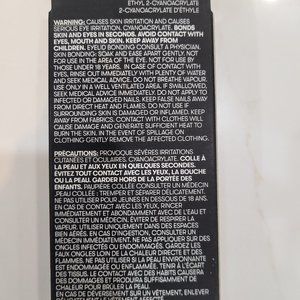 ETHYL 2-CYANOACRYLATE
2-CYANOACRYLATE D'ÉTHYLE
WARNING: CAUSES SKIN IRRITATION AND CAUSES
SERIOUS EYE IRRITATION. CYANOACRYLATE. BONDS
SKIN AND EYES IN SECONDS. AVOID CONTACT WITH
EYES, MOUTH AND SKIN. KEEP AWAY FROM
CHILDREN. EYELID BONDING CONSULT A PHYSICIAN.
SKIN BONDING: SOAK AND EASE APART GENTLY. NOT
FOR USE IN THE AREA OF THE EYE. NOT FOR USE BY
THOSE UNDER 18 YEARS. IN CASE OF CONTACT WITH
EYES, RINSE OUT IMMEDIATELY WITH PLENTY OF WATER
AND SEEK MEDICAL ADVICE. DO NOT BREATHE VAPOUR.
USE ONLY IN A WELL VENTILATED AREA. IF SWALLOWED,
SEEK MEDICAL ADVICE IMMEDIATELY. DO NOT APPLY TO
INFECTED OR DAMAGED NAILS. KEEP FALSE NAILS AWAY
FROM DIRECT HEAT AND FLAMES. DO NOT USE IF
SURROUNDING SKIN IS DAMAGED OR INFLAMED. KEEP
AWAY FROM FABRICS. CONTACT WITH CLOTHES WILL
CAUSE DAMAGE AND GENERATE SUFFICIENT HEAT TO
BURN THE SKIN. IN THE EVENT OF SPILLAGE ON
CLOTHING GENTLY REMOVE THE AFFECTED CLOTHING.
PRÉCAUTIONS: PROVOQUE SÉVÈRES IRRITATIONS
CUTANÉES ET OCULAIRES. CYANOACRYLATE. COLLE À
LA PEAU ET AUX YEUX EN QUELQUES SECONDES.
ÉVITEZ TOUT CONTACT AVEC LES YEUX, LA BOUCHE
OU LA PEAU. GARDER HORS DE LA PORTÉE DES
ENFANTS. PAUPIÈRE COLLÉE CONSULTER UN MÉDECIN
PEAU COLLÉE : TREMPER ET SÉPARER DÉLICATEMENT.
NE PAS UTILISER POUR JEUNES EN DESSOUS DE 18 ANS.
EN CAS DE CONTACT AVEC LES YEUX, RINCER
IMMÉDIATEMENT ET ABONDAMMENT AVEC DE L'EAU ET
CONSULTER UN MÉDECIN. ÉVITER DE RESPIRER LA
VAPEUR. UTILISER UNIQUEMENT DANS DES ESPACES
BIEN AÉRÉS. EN CAS D'INGESTION, CONSULTER UN
MÉDECIN IMMÉDIATEMENT. NE PAS APPLIQUER SUR DES
ONGLES INFECTÉS OU ENDOMMAGÉS. GARDEZ LES
FAUX ONGLES LOIN DE LA CHALEUR DIRECTE ET DES
FLAMMES. NE PAS UTILISER SI LA PEAU ENVIRONNANTE
EST ENDOMMAGÉE OU ENFLAMMÉE. TENIR À L'ÉCART
DES TISSUS. LE CONTACT AVEC DES HABITS CAUSERA
DES DOMMAGES ET PRODUIRA SUFFISAMMENT DE
CHALEUR POUR BRÛLER LA PEAU.
EN CAS DE DÉVERSEMENT SUR UN VÊTEMENT, ENLEVER
DÉLICATEMENT LE VÊTEMENT AFFECTÉ